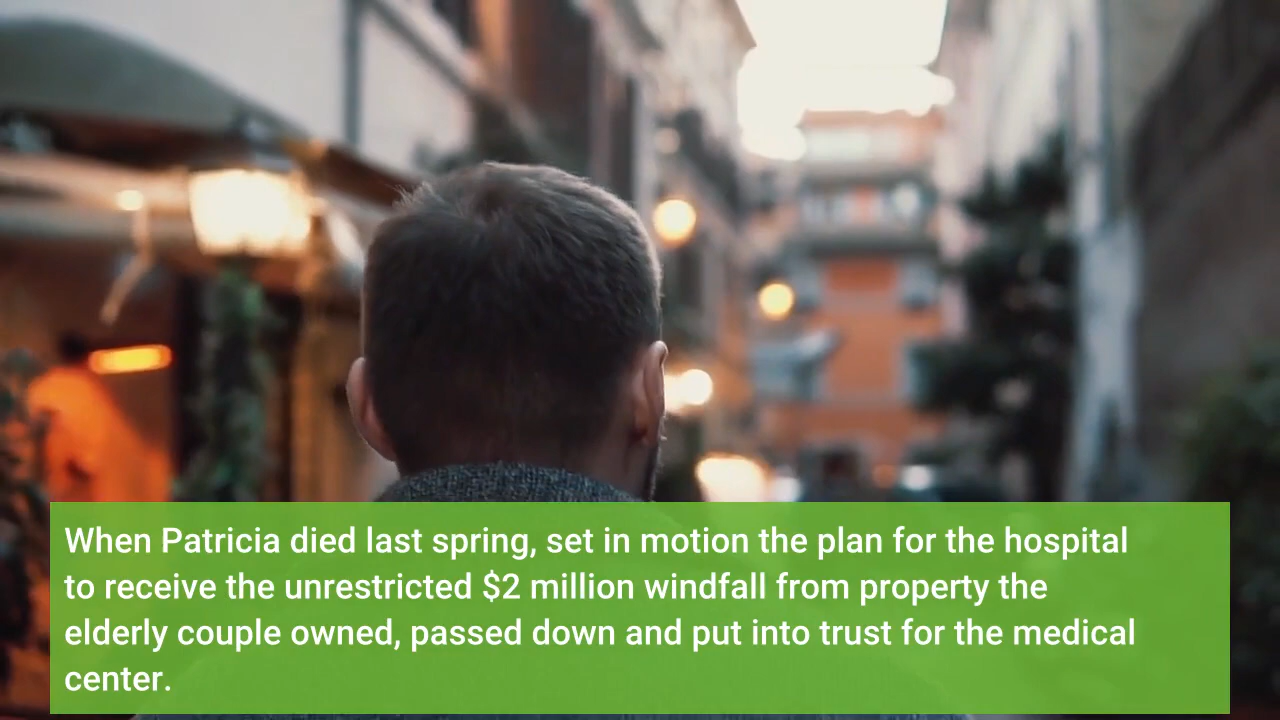 When Patricia died last spring, set in motion the plan for the hospital
to receive the unrestricted $2 million windfall from property the
elderly couple owned, passed down and put into trust for the medical
center.